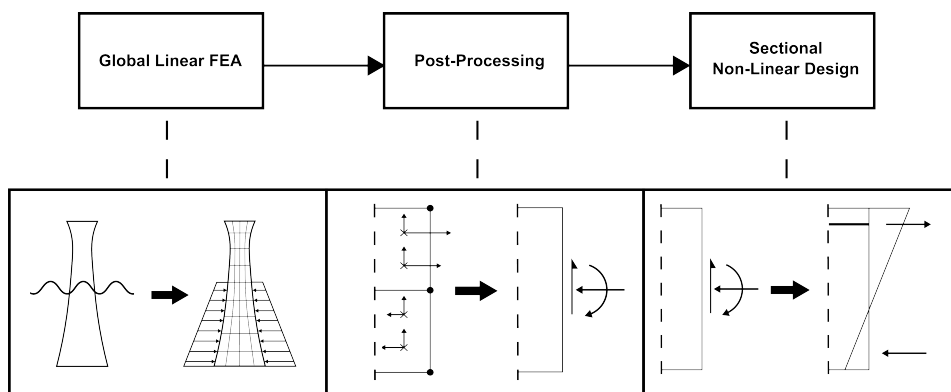 Global Linear FEA
Post-Processing
Sectional
Non-Linear Design